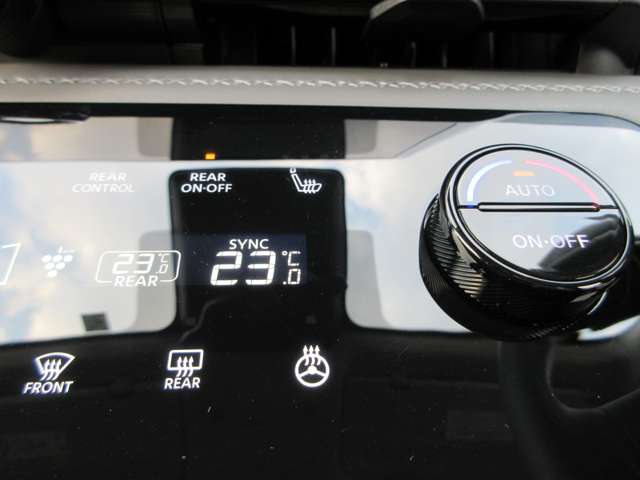 REAR
CONTROL
REAR
ON·OFF
AUTO
ON·OFF
SYNC
23.0°C
23.0°C
REAR
FRONT
REAR